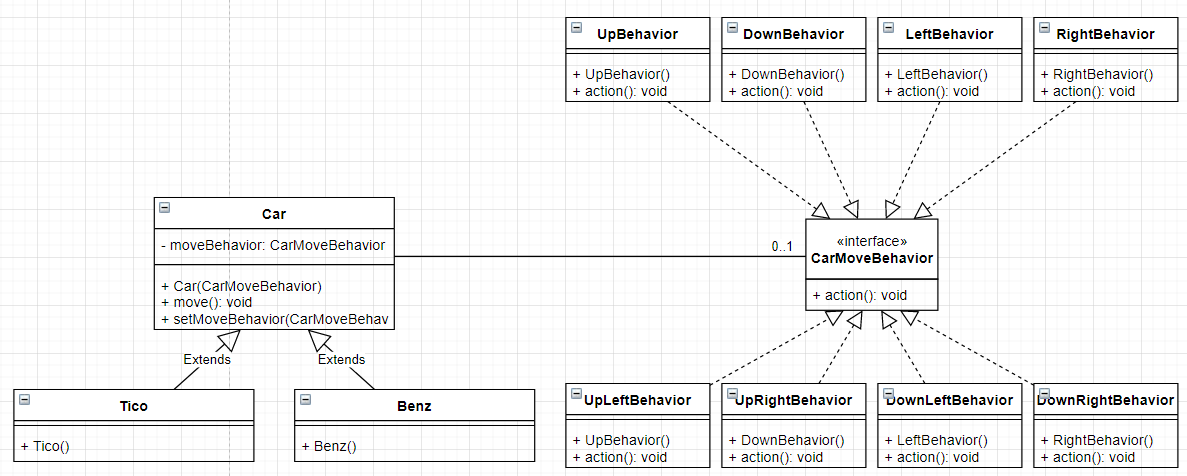 UpBehavior
+ UpBehavior()
+ action(): void
DownBehavior
+ DownBehavior()
+ action(): void
LeftBehavior
+ LeftBehavior()
+ action(): void
RightBehavior
+ RightBehavior()
+ action(): void
Car
- moveBehavior: CarMoveBehavior
+ Car(CarMoveBehavior)
+ move(): void
+ setMoveBehavior(CarMoveBehav
0..1
«interface»
CarMoveBehavior
+ action(): void
Extends
Extends
Tico
+ Tico()
Benz
+ Benz()
UpLeftBehavior
+ UpBehavior()
+ action(): void
UpRightBehavior
+ DownBehavior()
+ action(): void
DownLeftBehavior
+ LeftBehavior()
+ action(): void
DownRightBehavior
+ RightBehavior()
+ action(): void